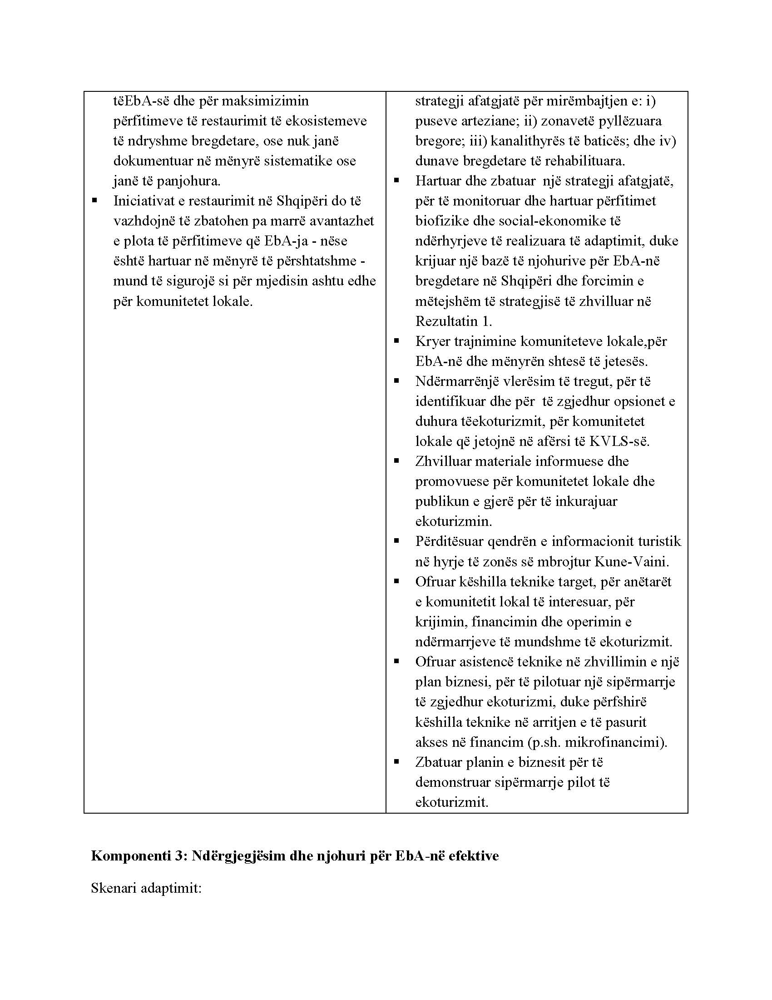 tëEbA-së dhe për maksimizimin
përfitimeve të restaurimit të ekosistemeve
të ndryshme bregdetare, ose nuk janë
dokumentuar në mënyrë sistematike ose
janë të panjohura.
▪ Iniciativat e restaurimit në Shqipëri do të
vazhdojnë të zbatohen pa marrë avantazhet
e plota të përfitimeve që EbA-ja - nëse
është hartuar në mënyrë të përshtatshme -
mund të sigurojë si për mjedisin ashtu edhe
për komunitetet lokale.
strategji afatgjatë për mirëmbajtjen e: i)
puseve arteziane; ii) zonavetë pyllëzuara
bregore; iii) kanalithyrës të baticës; dhe iv)
dunave bregdetare të rehabilituara.
▪ Hartuar dhe zbatuar  një strategji afatgjatë,
për të monitoruar dhe hartuar përfitimet
biofizike dhe social-ekonomike të
ndërhyrjeve të realizuara të adaptimit, duke
krijuar një bazë të njohurive për EbA-në
bregdetare në Shqipëri dhe forcimin e
mëtejshëm të strategjisë të zhvilluar në
Rezultatin 1.
▪ Kryer trajnimine komuniteteve lokale,për
EbA-në dhe mënyrën shtesë të jetesës.
▪ Ndërmarrënjë vlerësim të tregut, për të
identifikuar dhe për  të zgjedhur opsionet e
duhura tëekoturizmit, për komunitetet
lokale që jetojnë në afërsi të KVLS-së.
▪ Zhvilluar materiale informuese dhe
promovuese për komunitetet lokale dhe
publikun e gjerë për të inkurajuar
ekoturizmin.
▪ Përditësuar qendrën e informacionit turistik
në hyrje të zonës së mbrojtur Kune-Vaini.
▪ Ofruar këshilla teknike target, për anëtarët
e komunitetit lokal të interesuar, për
krijimin, financimin dhe operimin e
ndërmarrjeve të mundshme të ekoturizmit.
▪ Ofruar asistencë teknike në zhvillimin e një
plan biznesi, për të pilotuar një sipërmarrje
të zgjedhur ekoturizmi, duke përfshirë
këshilla teknike në arritjen e të pasurit
akses në financim (p.sh. mikrofinancimi).
▪ Zbatuar planin e biznesit për të
demonstruar sipërmarrje pilot të
ekoturizmit.
Komponenti 3: Ndërgjegjësim dhe njohuri për EbA-në efektive
Skenari adaptimit: